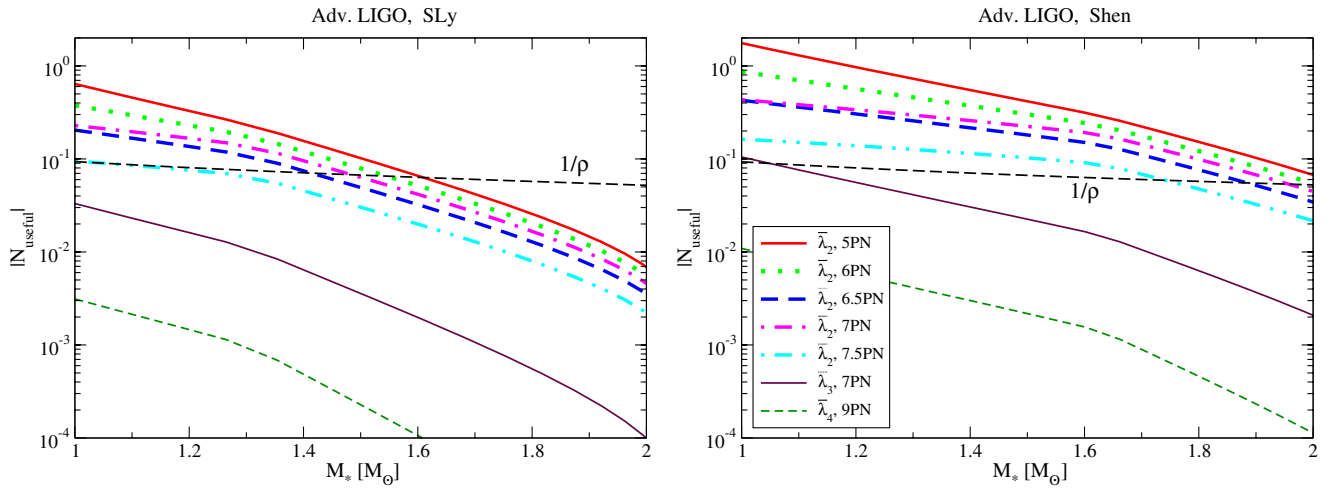 Adv. LIGO, SLy
|N_useful|
10^0
10^-1
10^-2
10^-3
10^-4
1/ρ
1 1.2 1.4 1.6 1.8 2
M_* [M_⊙]
Adv. LIGO, Shen
|N_useful|
10^0
10^-1
10^-2
10^-3
10^-4
1/ρ
λ̄_2, 5PN
λ̄_2, 6PN
λ̄_2, 6.5PN
λ̄_2, 7PN
λ̄_2, 7.5PN
λ̄_3, 7PN
λ̄_4, 9PN
1 1.2 1.4 1.6 1.8 2
M_* [M_⊙]